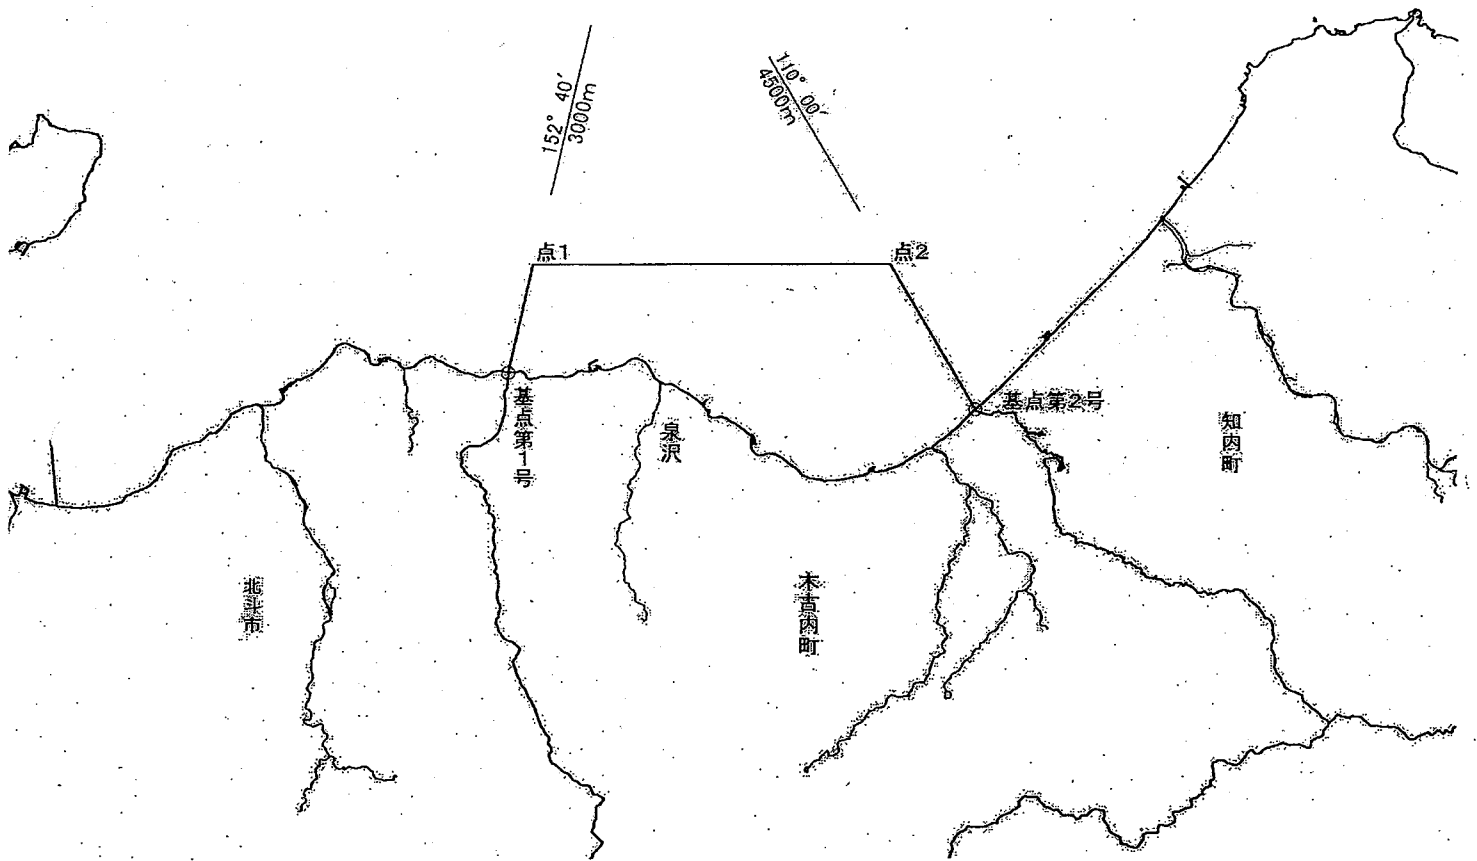 152° 40′
3000m
110° 00′
4500m
点1
点2
基点第1号
基点第2号
泉沢
知内町
北斗市
木古内町